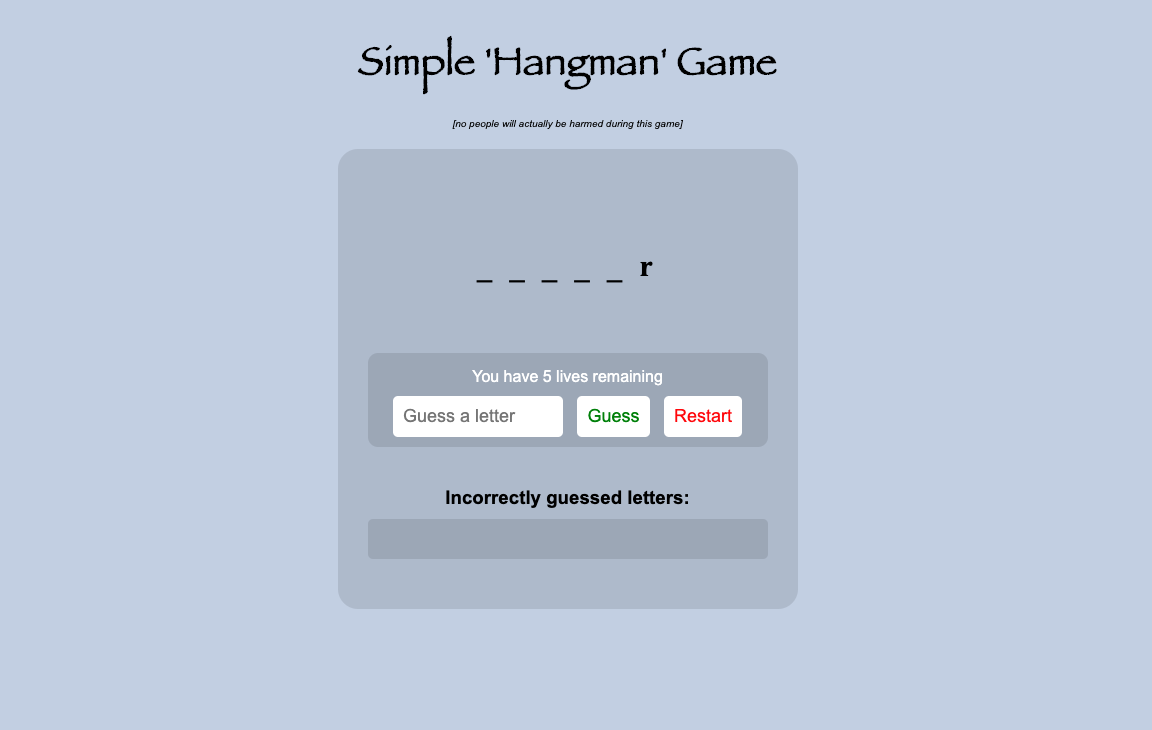 Simple 'Hangman' Game
[no people will actually be harmed during this game]
_ _ _ _ _ r
You have 5 lives remaining
Guess a letter Guess Restart
Incorrectly guessed letters: